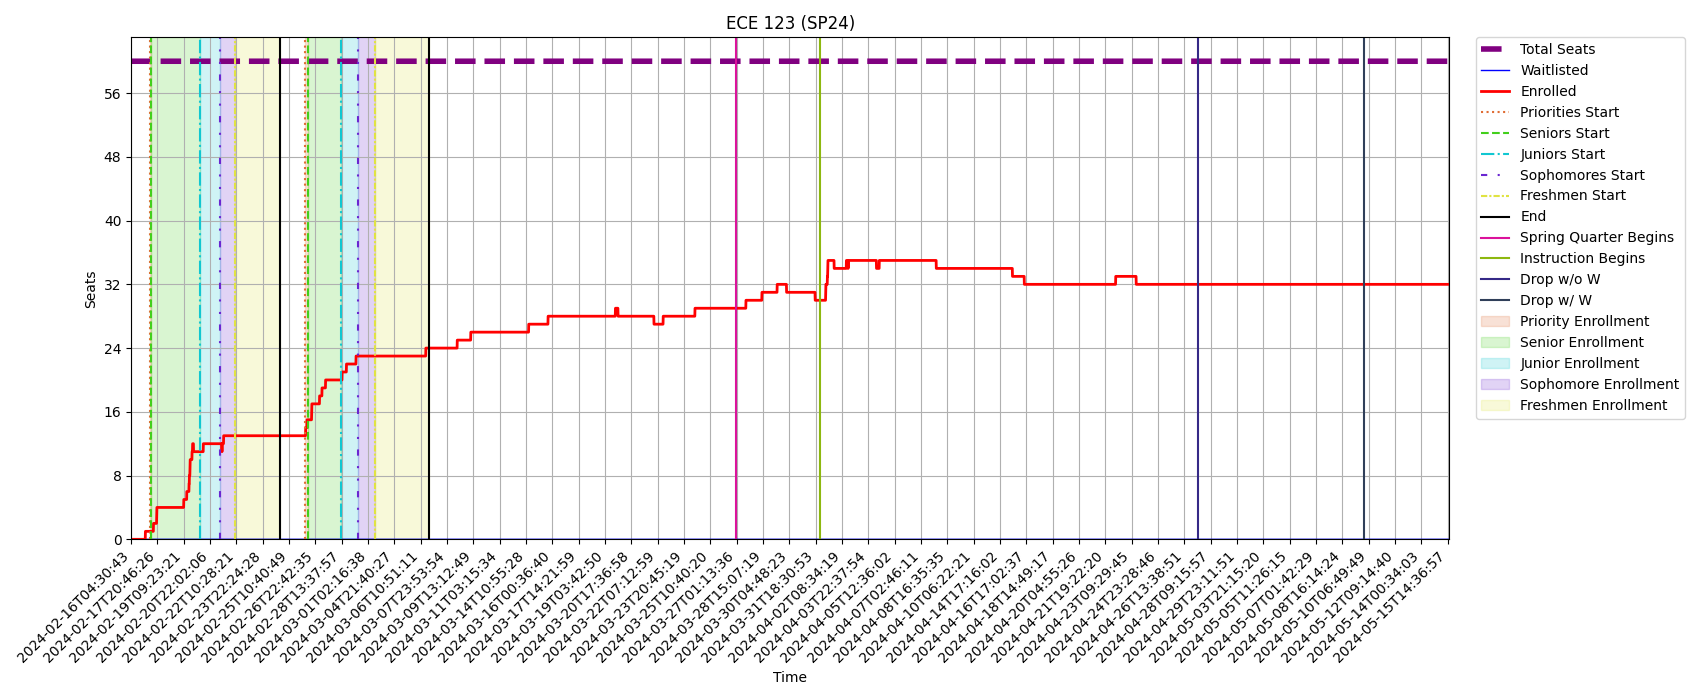 ECE 123 (SP24)
Seats
56
48
40
32
24
16
8
0
2024-02-16T04:30:43
2024-02-17T20:46:26
2024-02-19T09:23:21
2024-02-20T22:02:06
2024-02-22T10:28:21
2024-02-23T22:24:28
2024-02-25T10:40:49
2024-02-26T22:42:35
2024-02-28T13:37:57
2024-03-01T02:16:38
2024-03-04T21:40:27
2024-03-06T10:51:11
2024-03-07T23:53:54
2024-03-09T13:12:49
2024-03-11T03:15:34
2024-03-14T10:55:28
2024-03-16T00:36:40
2024-03-17T14:21:59
2024-03-19T03:42:50
2024-03-20T17:36:58
2024-03-22T07:12:59
2024-03-23T20:45:19
2024-03-25T10:40:20
2024-03-27T01:13:36
2024-03-28T15:07:19
2024-03-30T04:48:23
2024-03-31T18:30:53
2024-04-02T08:34:19
2024-04-03T22:37:54
2024-04-05T12:36:02
2024-04-07T02:46:11
2024-04-08T16:35:35
2024-04-10T06:22:21
2024-04-14T17:16:02
2024-04-16T17:02:37
2024-04-18T14:49:17
2024-04-20T04:55:26
2024-04-21T19:22:20
2024-04-23T09:29:45
2024-04-24T23:28:46
2024-04-26T13:38:51
2024-04-28T09:15:57
2024-04-29T23:11:51
2024-05-03T21:15:20
2024-05-05T11:26:15
2024-05-07T01:42:29
2024-05-08T16:14:24
2024-05-10T06:49:49
2024-05-12T09:14:40
2024-05-14T00:34:03
2024-05-15T14:36:57
Time
Total Seats
Waitlisted
Enrolled
Priorities Start
Seniors Start
Juniors Start
Sophomores Start
Freshmen Start
End
Spring Quarter Begins
Instruction Begins
Drop w/o W
Drop w/ W
Priority Enrollment
Senior Enrollment
Junior Enrollment
Sophomore Enrollment
Freshmen Enrollment